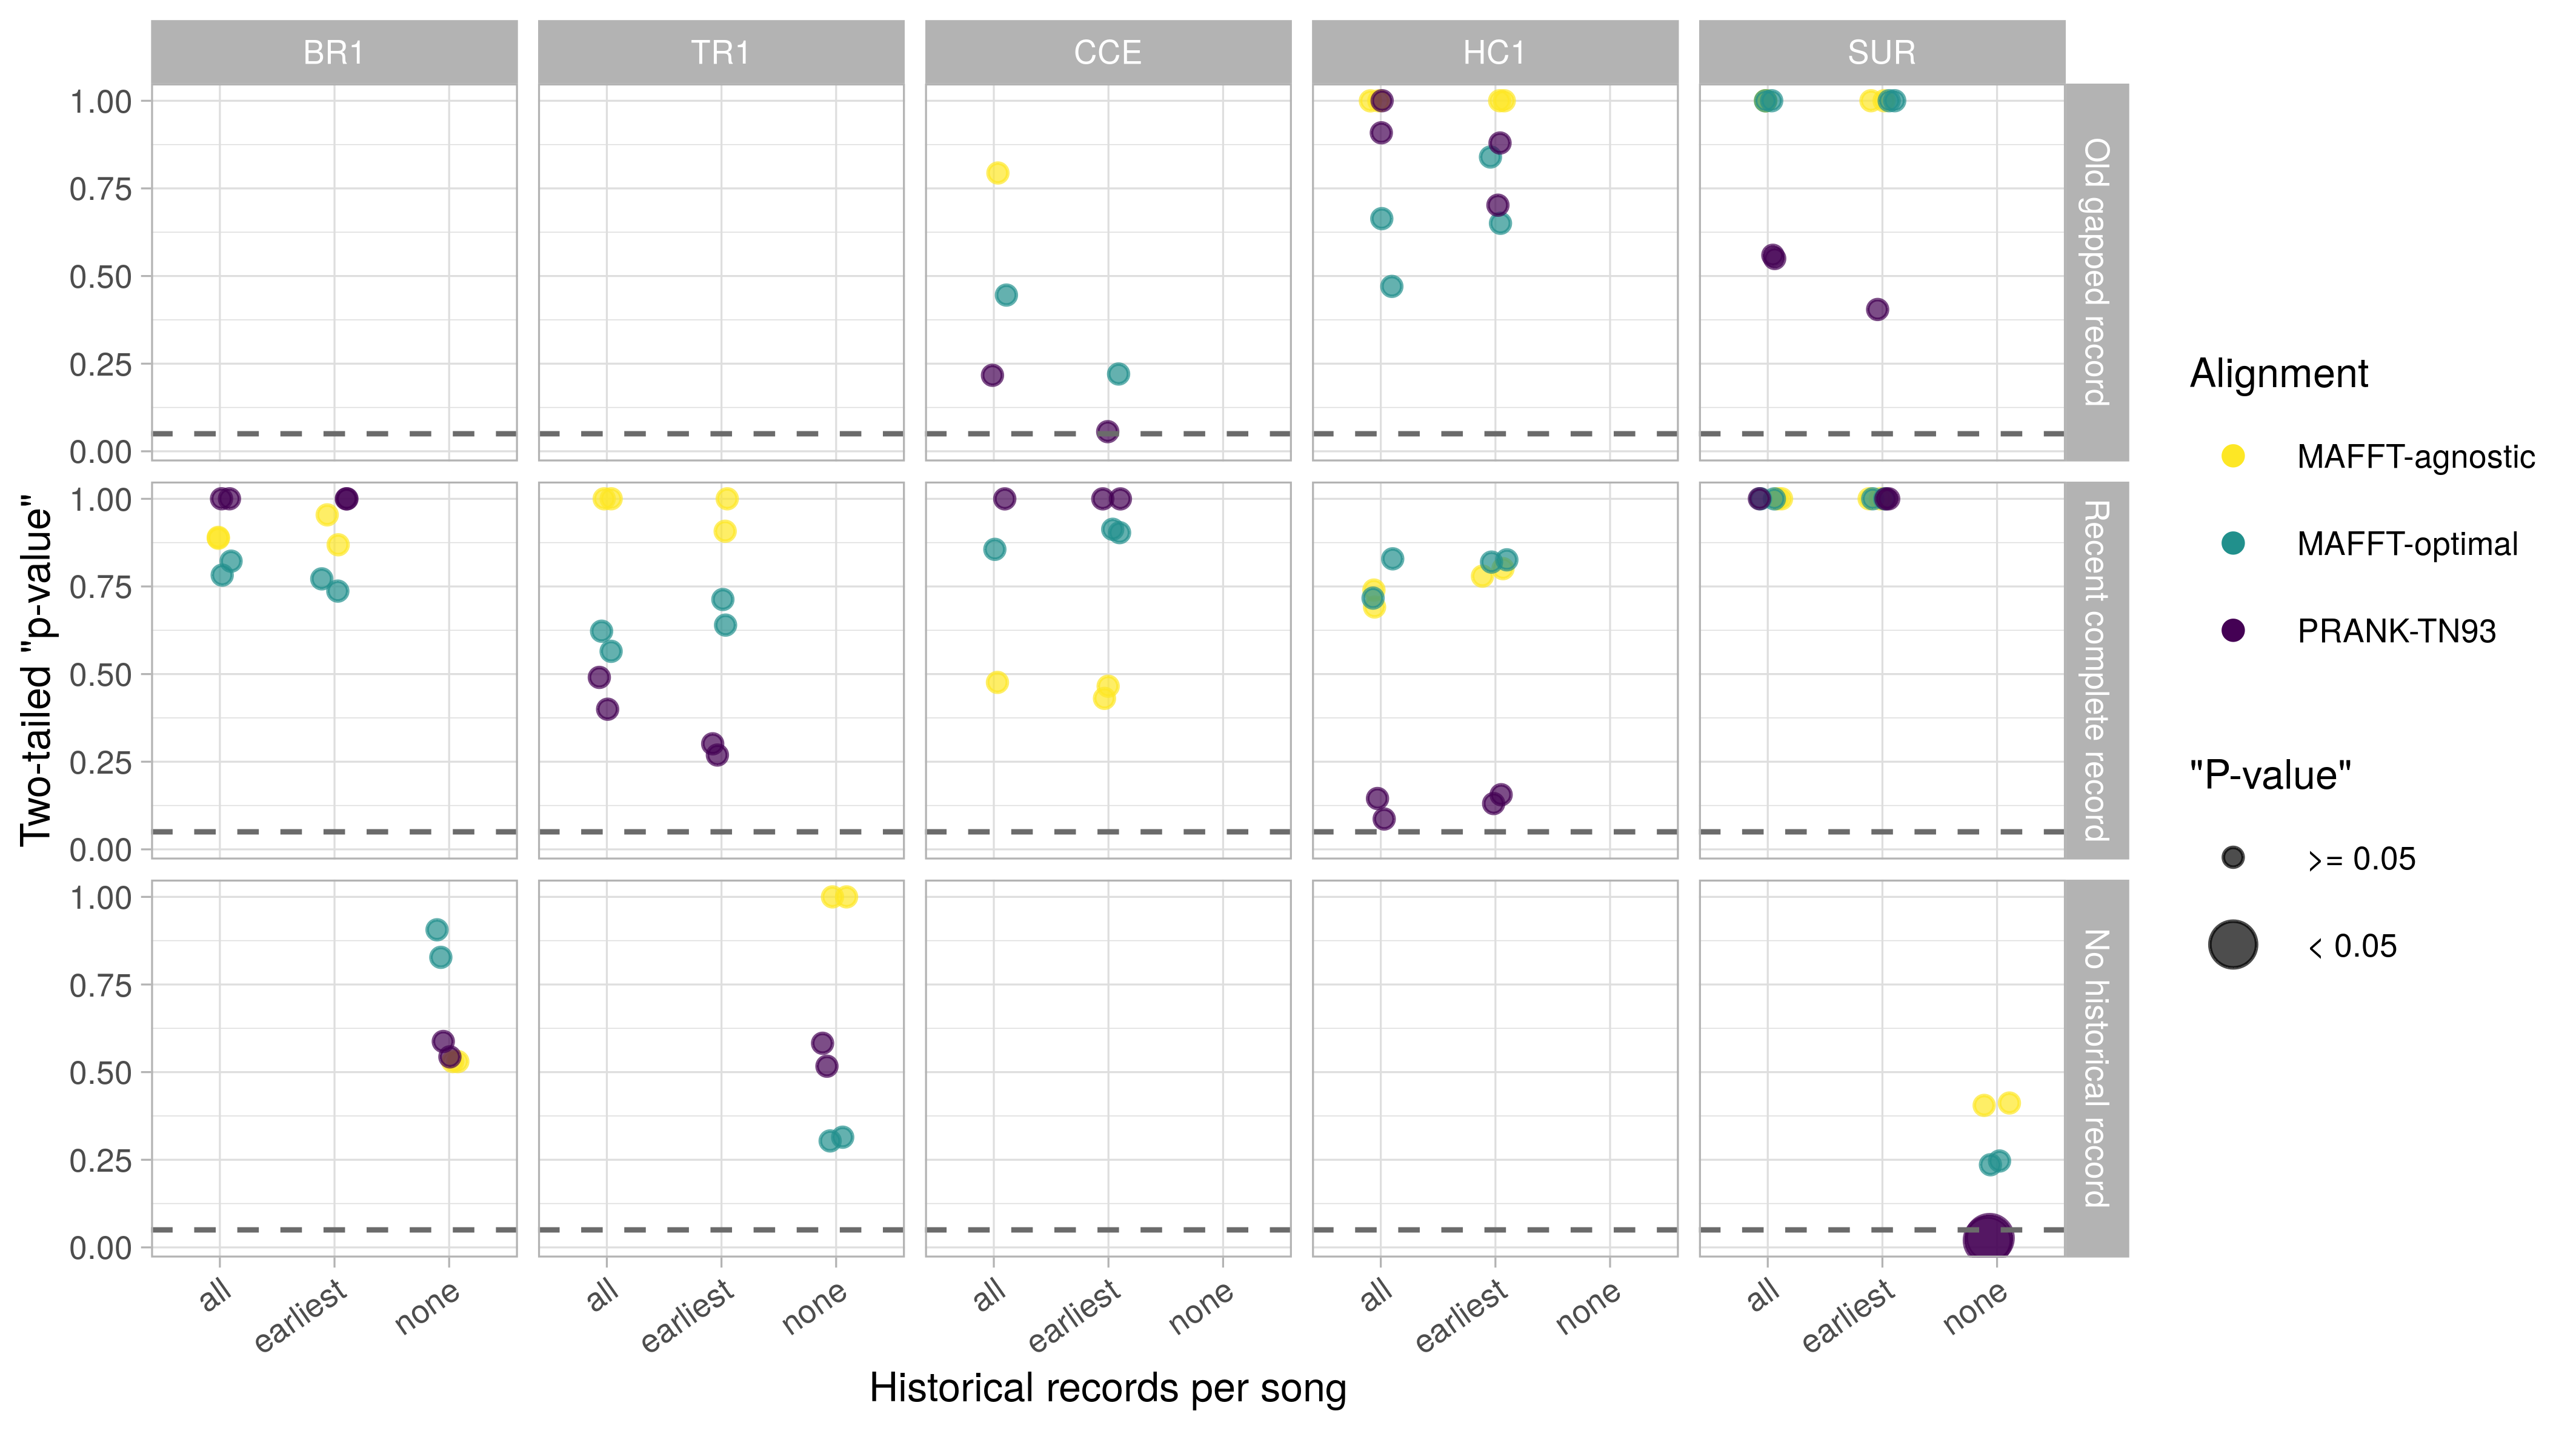 BR1 TR1 CCE HC1 SUR
1.00
0.75
0.50
0.25
0.00
Old gapped record
1.00
0.75
0.50
0.25
0.00
Recent complete record
1.00
0.75
0.50
0.25
0.00
No historical record
Two-tailed "p-value"
all earliest none all earliest none all earliest none all earliest none all earliest none
Historical records per song
Alignment
MAFFT-agnostic
MAFFT-optimal
PRANK-TN93
"P-value"
>= 0.05
< 0.05